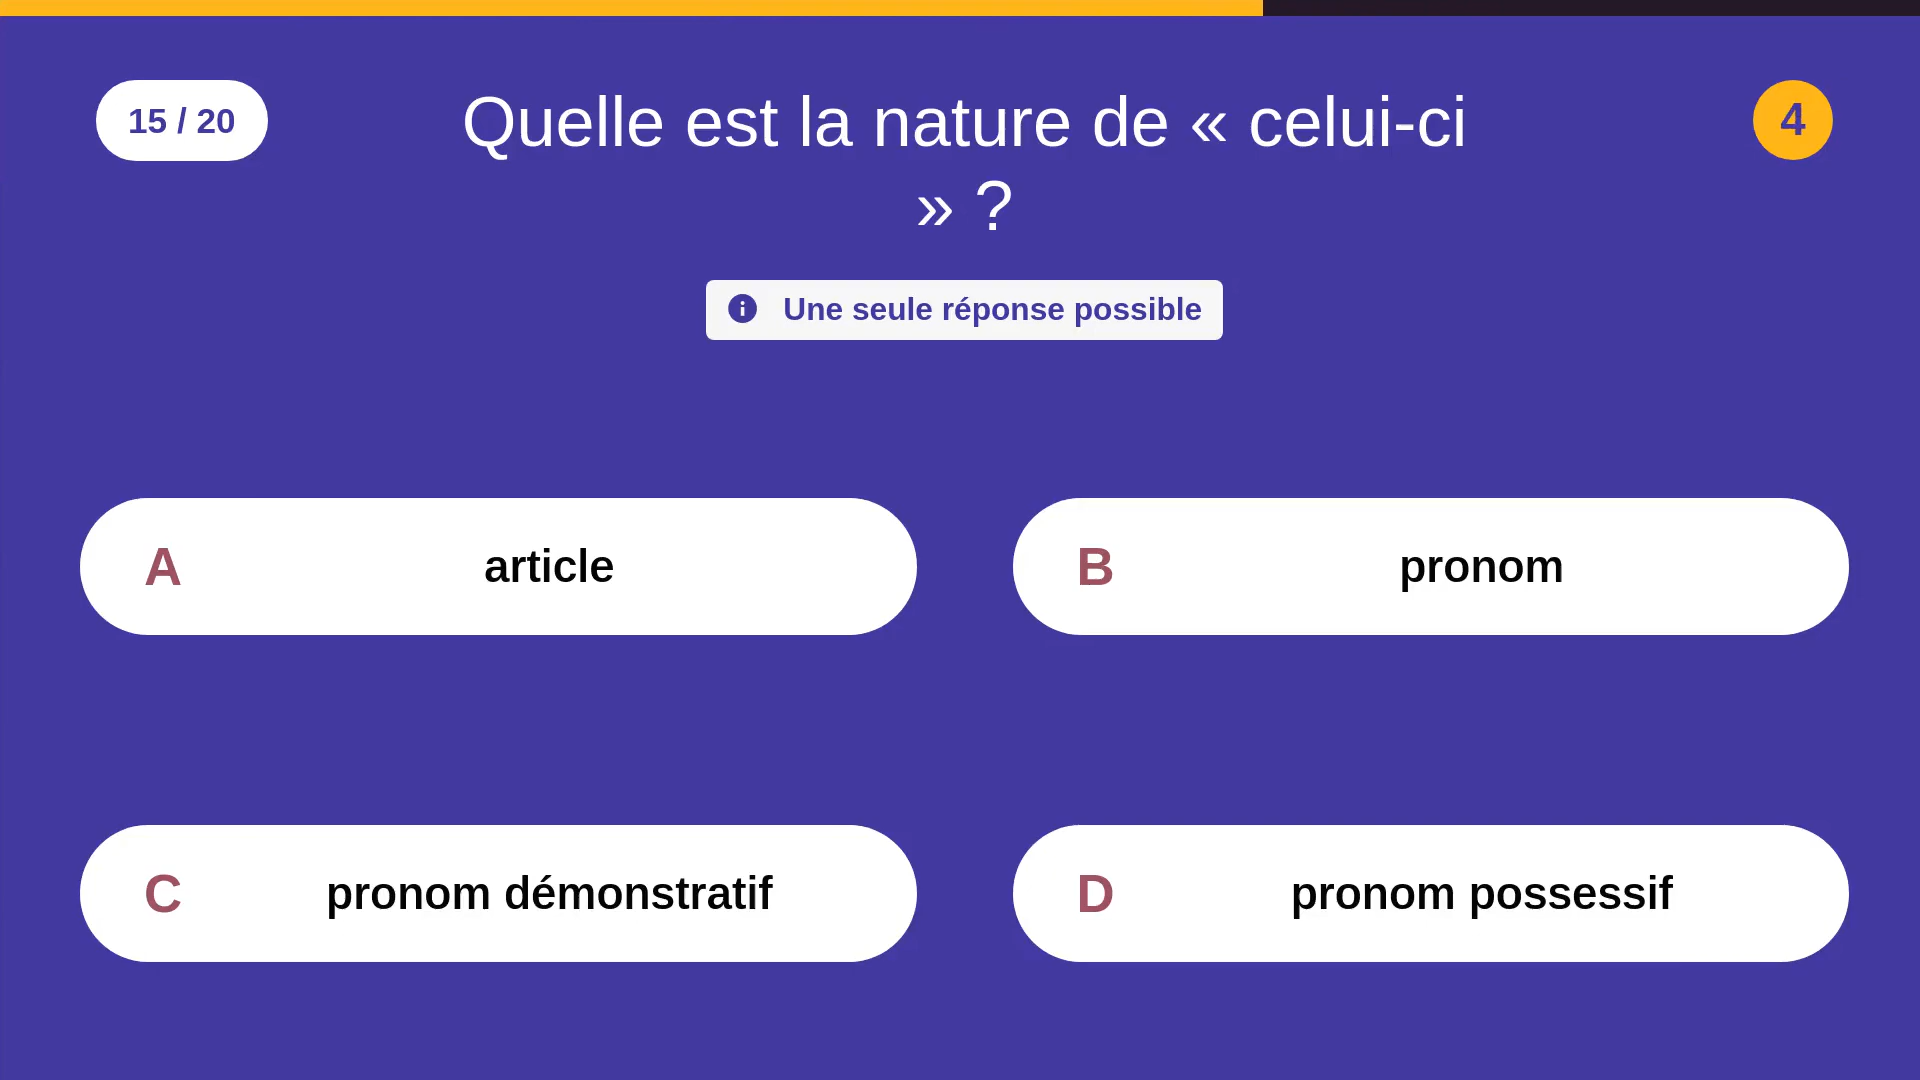 15 / 20
Quelle est la nature de « celui-ci
» ?
4
Une seule réponse possible
A article
B pronom
C pronom démonstratif
D pronom possessif